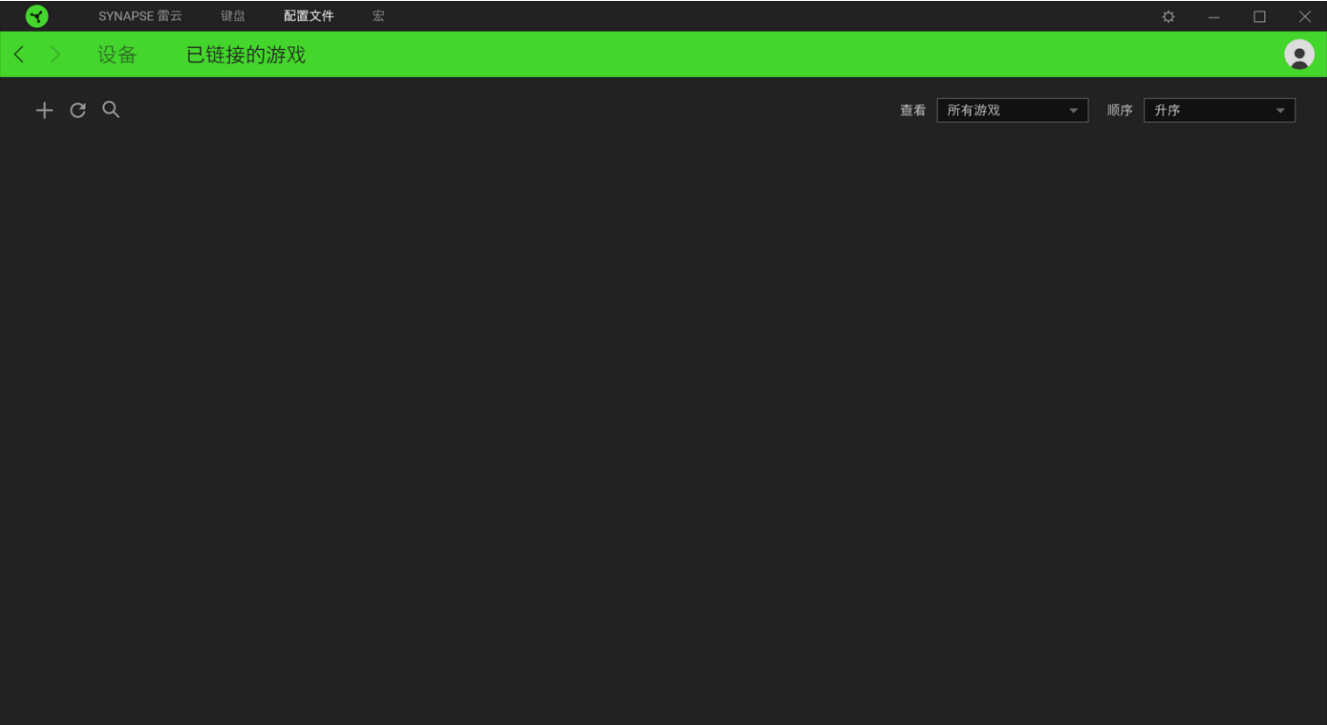 SYNAPSE 雷云 键盘 配置文件 宏
设备 已链接的游戏
查看 所有游戏 顺序 升序